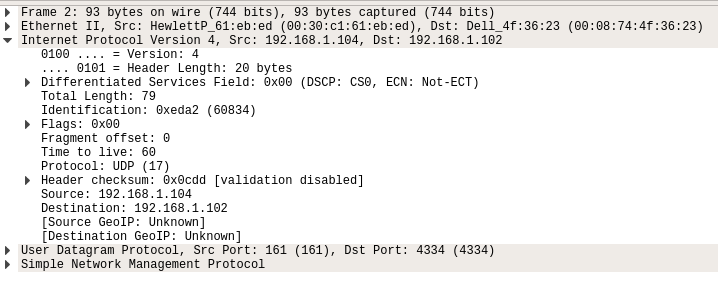 Frame 2: 93 bytes on wire (744 bits), 93 bytes captured (744 bits)
Ethernet II, Src: HewlettP_61:eb:ed (00:30:c1:61:eb:ed), Dst: Dell_4f:36:23 (00:08:74:4f:36:23)
Internet Protocol Version 4, Src: 192.168.1.104, Dst: 192.168.1.102
0100 .... = Version: 4
.... 0101 = Header Length: 20 bytes
Differentiated Services Field: 0x00 (DSCP: CS0, ECN: Not-ECT)
Total Length: 79
Identification: 0xeda2 (60834)
Flags: 0x00
Fragment offset: 0
Time to live: 60
Protocol: UDP (17)
Header checksum: 0x0cdd [validation disabled]
Source: 192.168.1.104
Destination: 192.168.1.102
[Source GeoIP: Unknown]
[Destination GeoIP: Unknown]
User Datagram Protocol, Src Port: 161 (161), Dst Port: 4334 (4334)
Simple Network Management Protocol